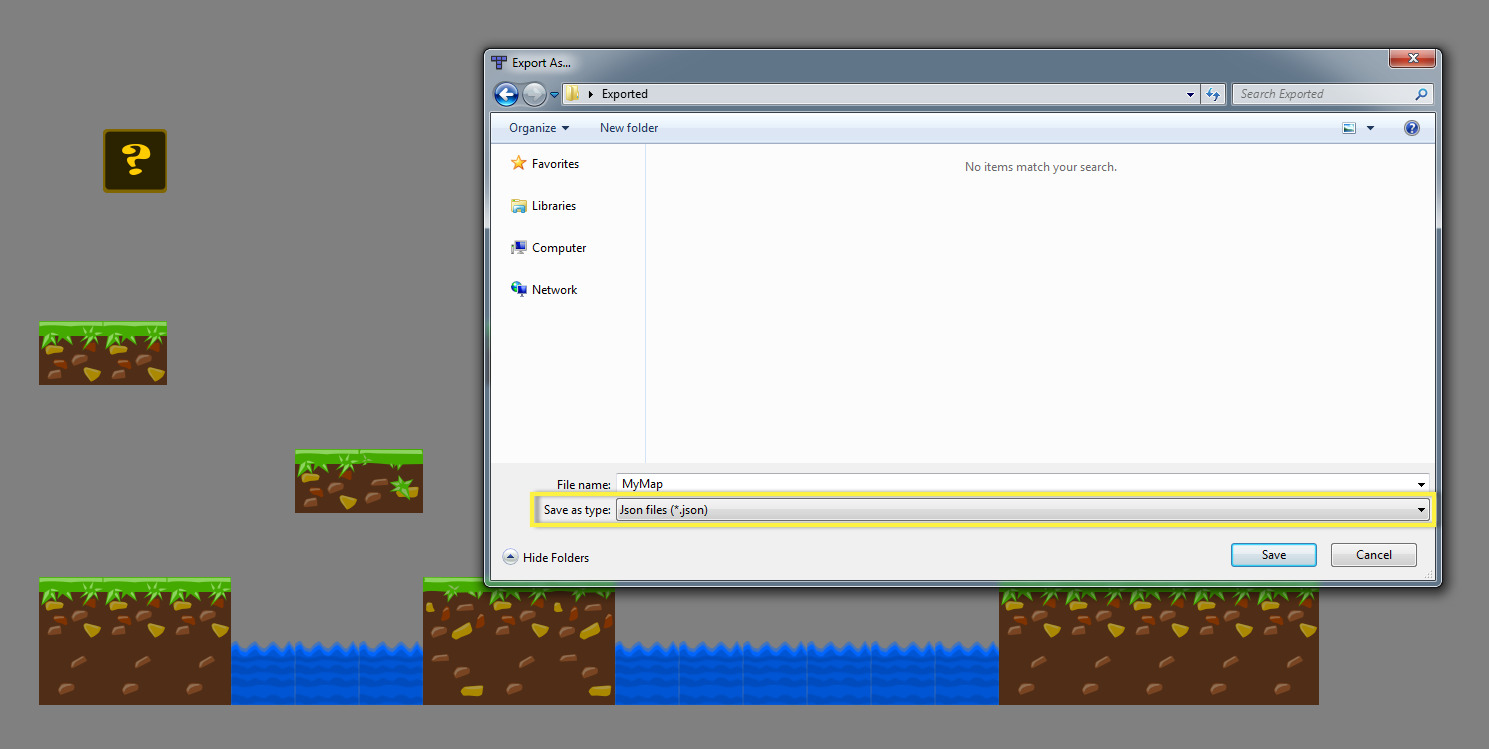 Export As...
Exported
Search Exported
Organize
New folder
?
Favorites
No items match your search.
Libraries
Computer
Network
File name: MyMap
Save as type: Json files (*.json)
Hide Folders
Save
Cancel
?